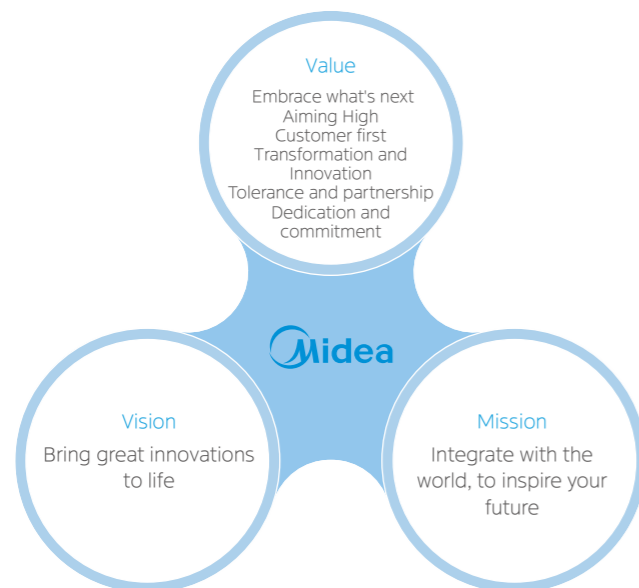 Value
Embrace what's next
Aiming High
Customer first
Transformation and
Innovation
Tolerance and partnership
Dedication and
commitment
Midea
Vision
Bring great innovations
to life
Mission
Integrate with the
world, to inspire your
future